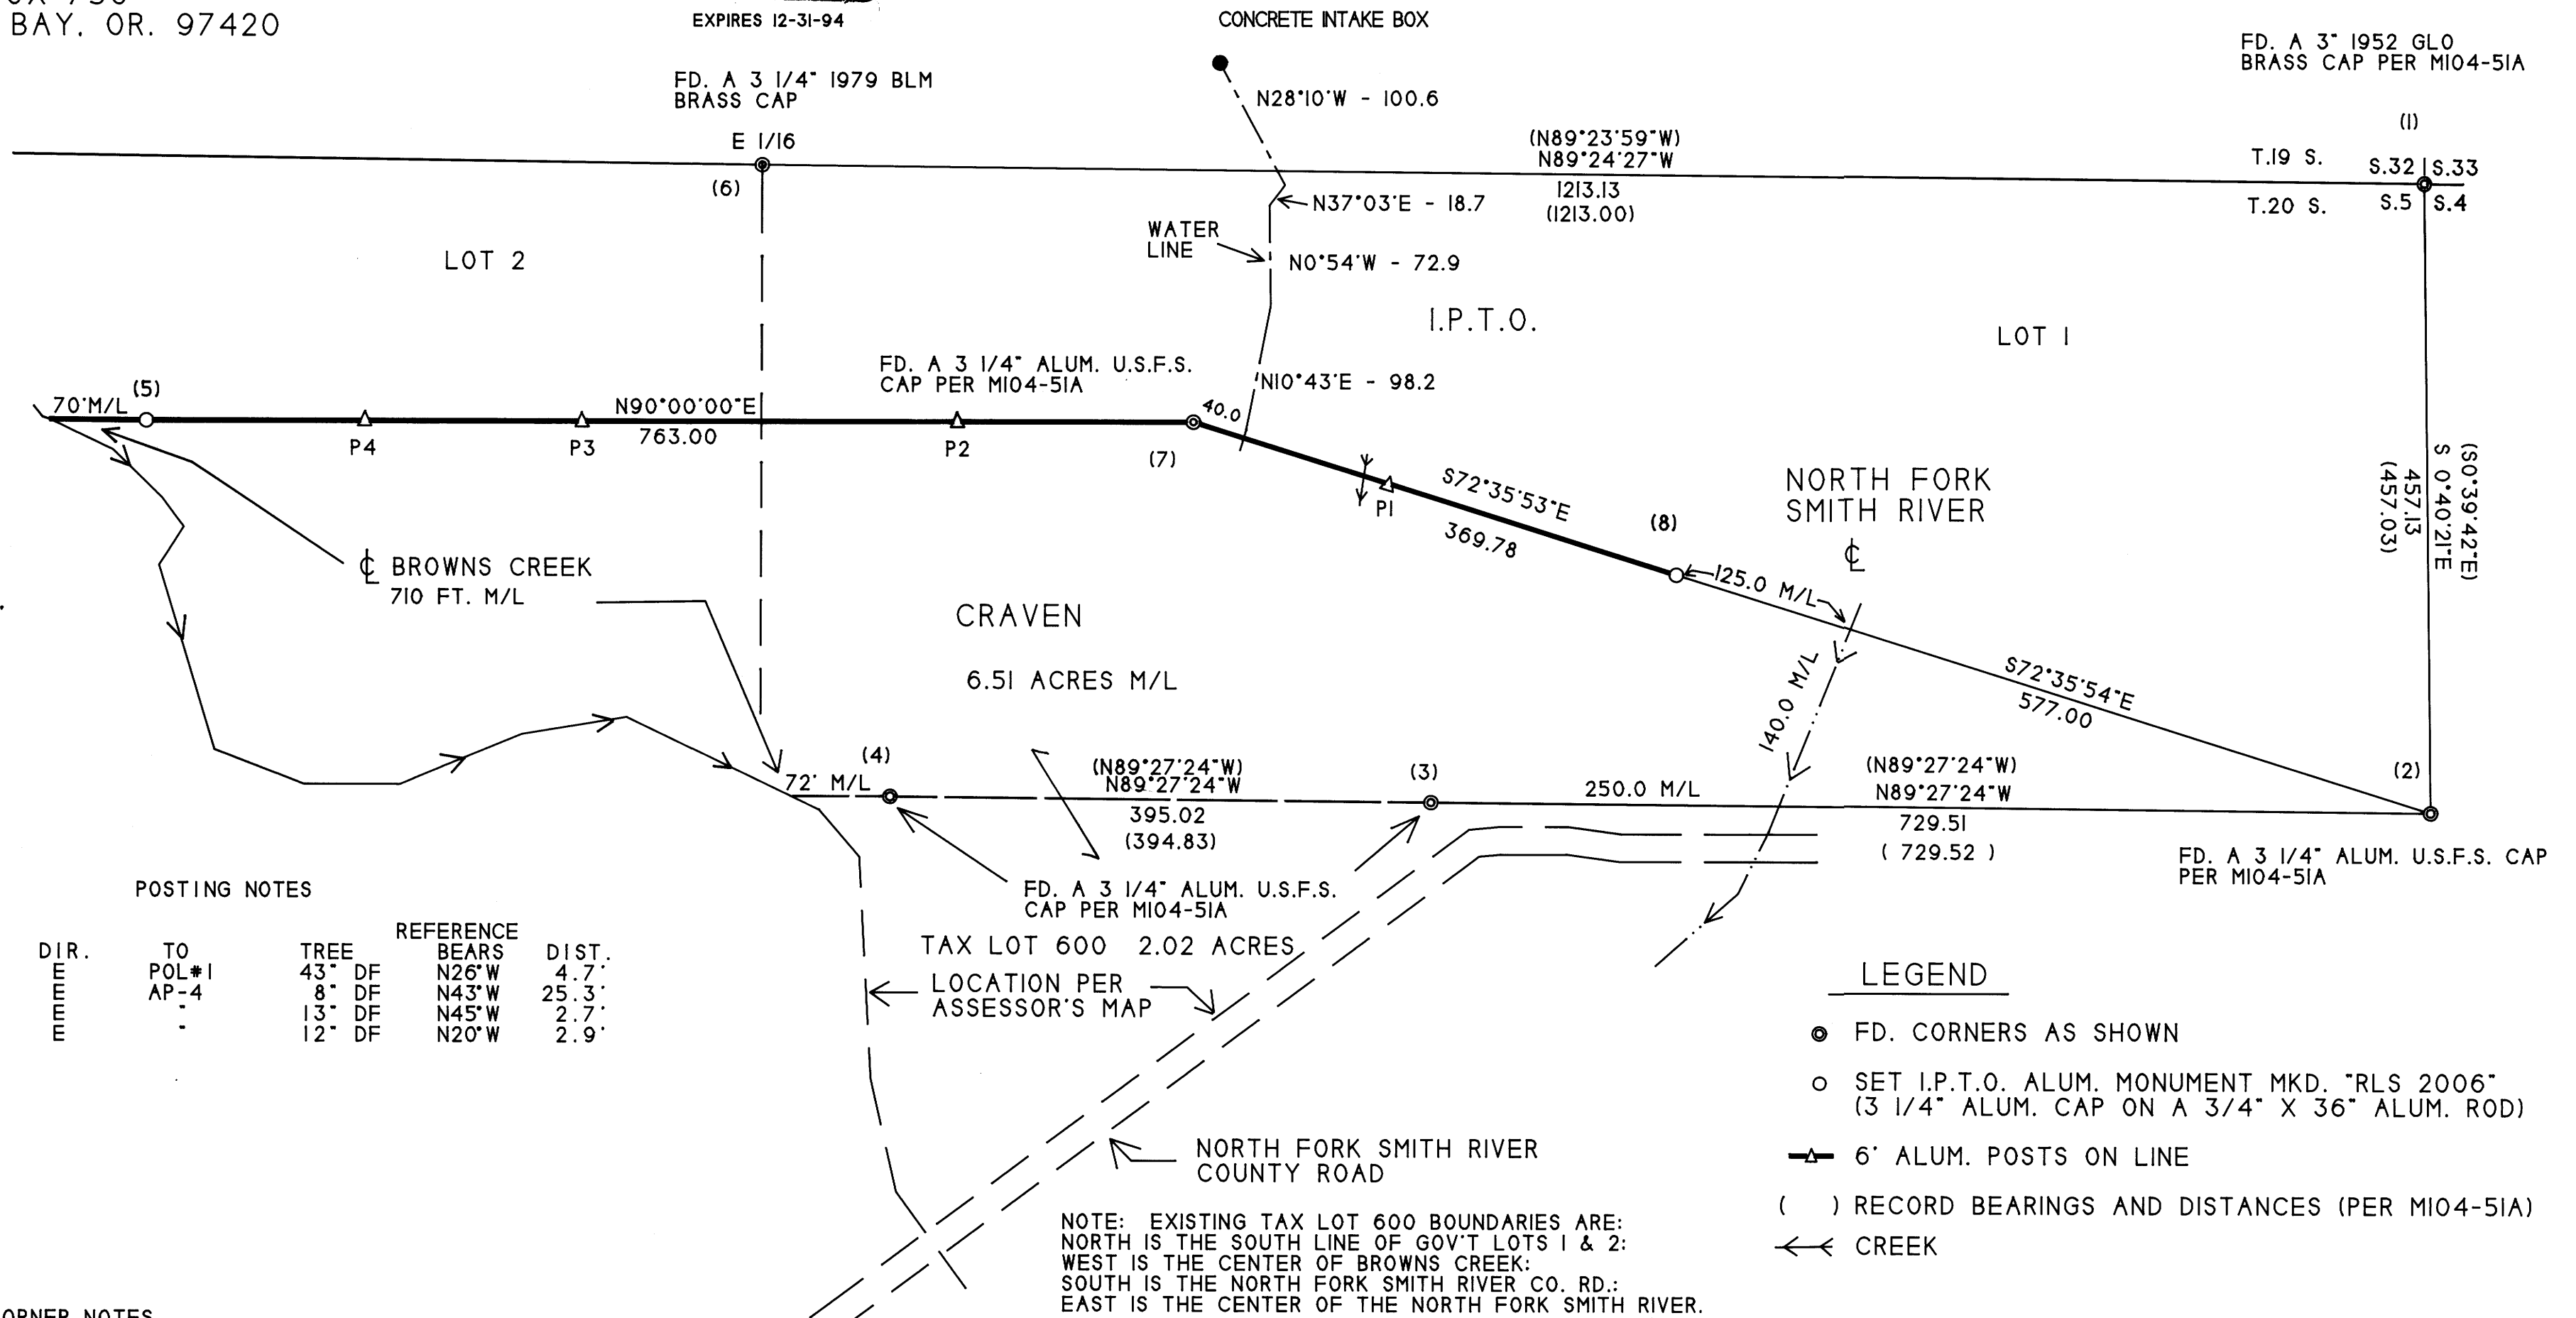 BAY, OR. 97420
EXPIRES 12-31-94
CONCRETE INTAKE BOX
FD. A 3" 1952 GLO
BRASS CAP PER M104-51A
FD. A 3 1/4" 1979 BLM
BRASS CAP
N28°10'W - 100.6
(1)
E 1/16
(N89°23'59"W)
N89°24'27"W
T.19 S.
S.32
S.33
(6)
1213.13
(1213.00)
N37°03'E - 18.7
T.20 S.
S.5
S.4
WATER
LINE
LOT 2
N0°54'W - 72.9
I.P.T.O.
LOT 1
FD. A 3 1/4" ALUM. U.S.F.S.
CAP PER M104-51A
N10°43'E - 98.2
(5)
70'M/L
N90°00'00"E
763.00
40.0
P4
P3
P2
(7)
(S0°39'42"E)
S 0°40'21"E
457.13
(457.03)
S72°35'53"E
369.78
P1
(8)
NORTH FORK
SMITH RIVER
℄
℄ BROWNS CREEK
710 FT. M/L
125.0 M/L
CRAVEN
6.51 ACRES M/L
140.0 M/L
S72°35'54"E
577.00
72' M/L
(4)
(N89°27'24"W)
N89°27'24"W
395.02
(394.83)
(3)
250.0 M/L
(N89°27'24"W)
N89°27'24"W
729.51
( 729.52 )
(2)
FD. A 3 1/4" ALUM. U.S.F.S. CAP
PER M104-51A
FD. A 3 1/4" ALUM. U.S.F.S.
CAP PER M104-51A
POSTING NOTES
REFERENCE
DIR. TO TREE BEARS DIST.
E POL#1 43" DF N26°W 4.7'
E AP-4 8" DF N43°W 25.3'
E " 13" DF N45°W 2.7'
E " 12" DF N20°W 2.9'
TAX LOT 600 2.02 ACRES
LOCATION PER
ASSESSOR'S MAP
NORTH FORK SMITH RIVER
COUNTY ROAD
NOTE: EXISTING TAX LOT 600 BOUNDARIES ARE:
NORTH IS THE SOUTH LINE OF GOV'T LOTS 1 & 2:
WEST IS THE CENTER OF BROWNS CREEK:
SOUTH IS THE NORTH FORK SMITH RIVER CO. RD.:
EAST IS THE CENTER OF THE NORTH FORK SMITH RIVER.
LEGEND
FD. CORNERS AS SHOWN
SET I.P.T.O. ALUM. MONUMENT MKD. "RLS 2006"
(3 1/4" ALUM. CAP ON A 3/4" X 36" ALUM. ROD)
6' ALUM. POSTS ON LINE
( ) RECORD BEARINGS AND DISTANCES (PER M104-51A)
CREEK